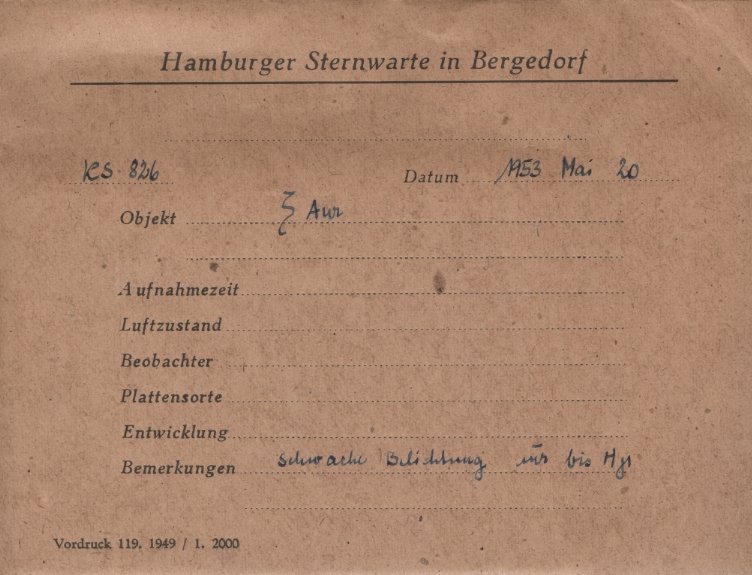 Hamburger Sternwarte in Bergedorf
KS 826 Datum 1953 Mai 20
Objekt ζ Aur
Aufnahmezeit
Luftzustand
Beobachter
Plattensorte
Entwicklung
Bemerkungen schwache Belichtung nur bis
Vordruck 119. 1949 / 1. 2000